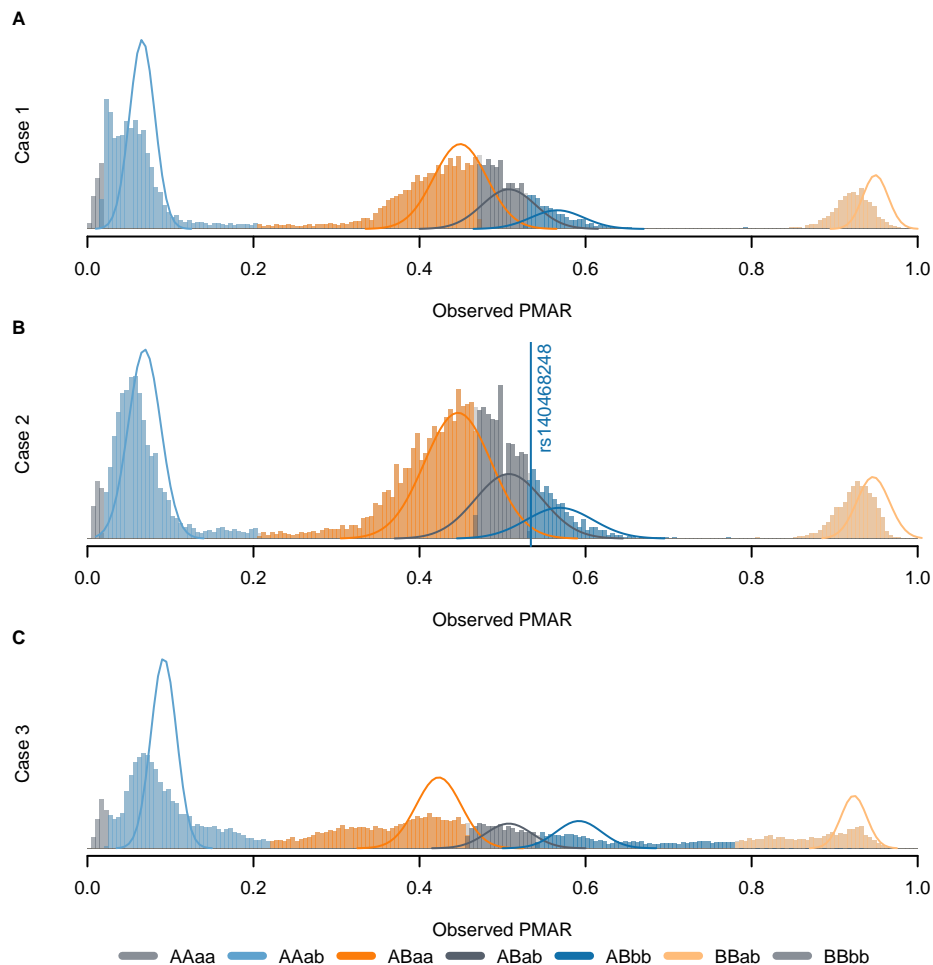 A
Case 1
0.0 0.2 0.4 0.6 0.8 1.0
Observed PMAR
B
rs140468248
Case 2
0.0 0.2 0.4 0.6 0.8 1.0
Observed PMAR
C
Case 3
0.0 0.2 0.4 0.6 0.8 1.0
Observed PMAR
AAaa AAab ABaa ABab ABbb BBab BBbb